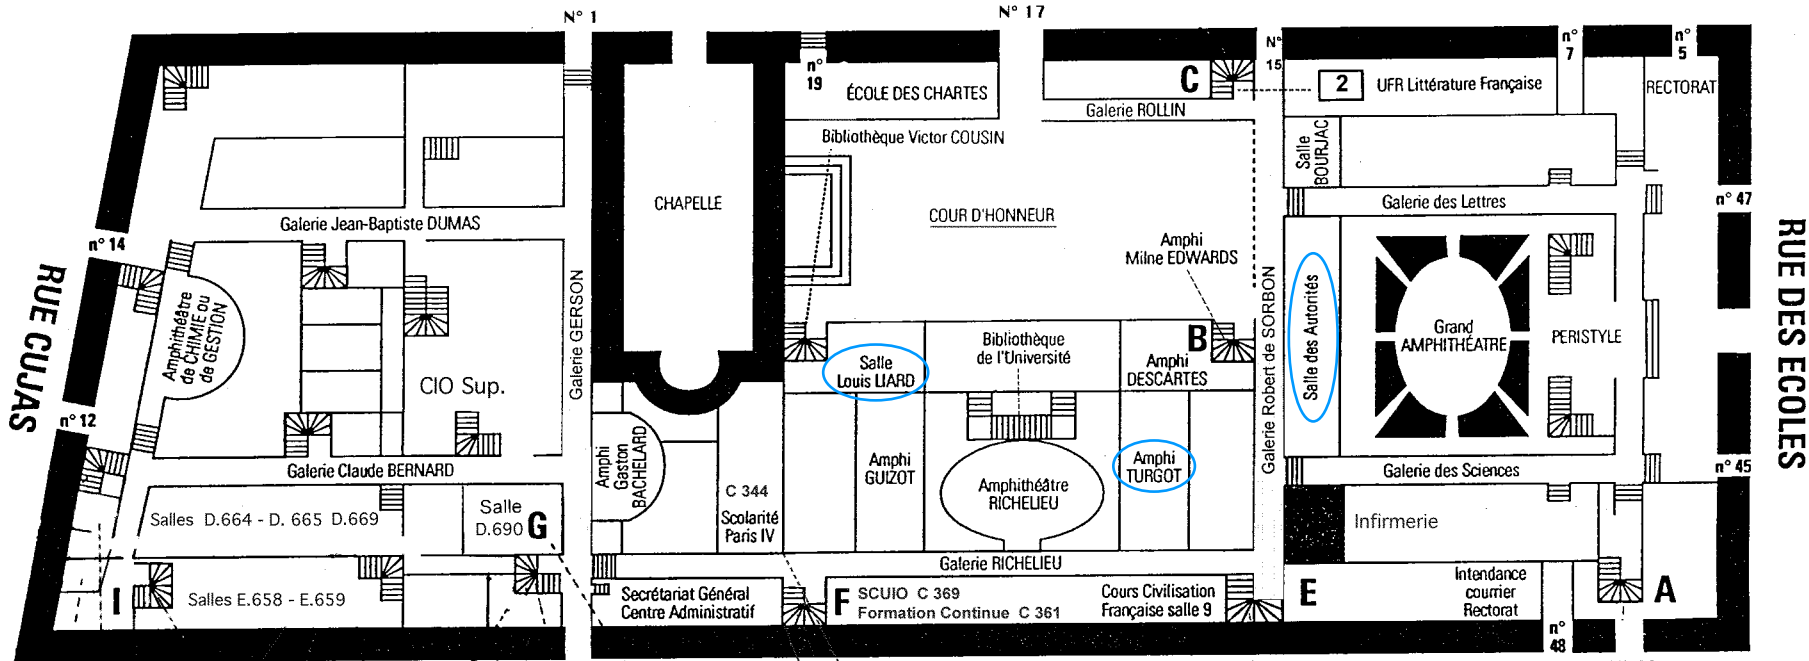 N° 1
N° 17
n°
19
N°
15
n°
7
n°
5
C
2
UFR Littérature Française
RECTORAT
ÉCOLE DES CHARTES
Galerie ROLLIN
Bibliothèque Victor COUSIN
Salle
BOURJAC
CHAPELLE
COUR D'HONNEUR
Galerie des Lettres
n° 47
Galerie Jean-Baptiste DUMAS
n° 14
Amphi
Milne EDWARDS
RUE CUJAS
RUE DES ECOLES
Amphithéâtre
de CHIMIE ou
de GESTION
Galerie GERSON
Galerie Robert de SORBON
Salle des Autorités
Grand
AMPHITHÉATRE
PERISTYLE
B
Salle
Louis LIARD
Bibliothèque
de l'Université
Amphi
DESCARTES
CIO Sup.
n° 12
Galerie Claude BERNARD
Amphi
Gaston
BACHELARD
Amphi
GUIZOT
Amphithéâtre
RICHELIEU
Amphi
TURGOT
Galerie des Sciences
n° 45
Salles D.664 - D. 665 D.669
Salle
D.690
G
C 344
Scolarité
Paris IV
Infirmerie
Galerie RICHELIEU
I
Salles E.658 - E.659
Secrétariat Général
Centre Administratif
F
SCUIO C 369
Formation Continue C 361
Cours Civilisation
Française salle 9
E
Intendance
courrier
Rectorat
A
n°
48